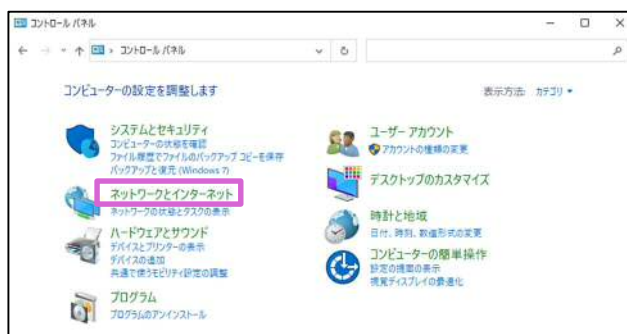 コントロール パネル
コントロール パネル
コンピューターの設定を調整します
表示方法: カテゴリ
システムとセキュリティ
コンピューターの状態を確認
ファイル履歴でファイルのバックアップ コピーを保存
バックアップと復元 (Windows 7)
ネットワークとインターネット
ネットワークの状態とタスクの表示
ハードウェアとサウンド
デバイスとプリンターの表示
デバイスの追加
共通で使うモビリティ設定の調整
プログラム
プログラムのアンインストール
ユーザー アカウント
アカウントの種類の変更
デスクトップのカスタマイズ
時計と地域
日付、時刻、数値形式の変更
コンピューターの簡単操作
設定の提案の表示
視覚ディスプレイの最適化